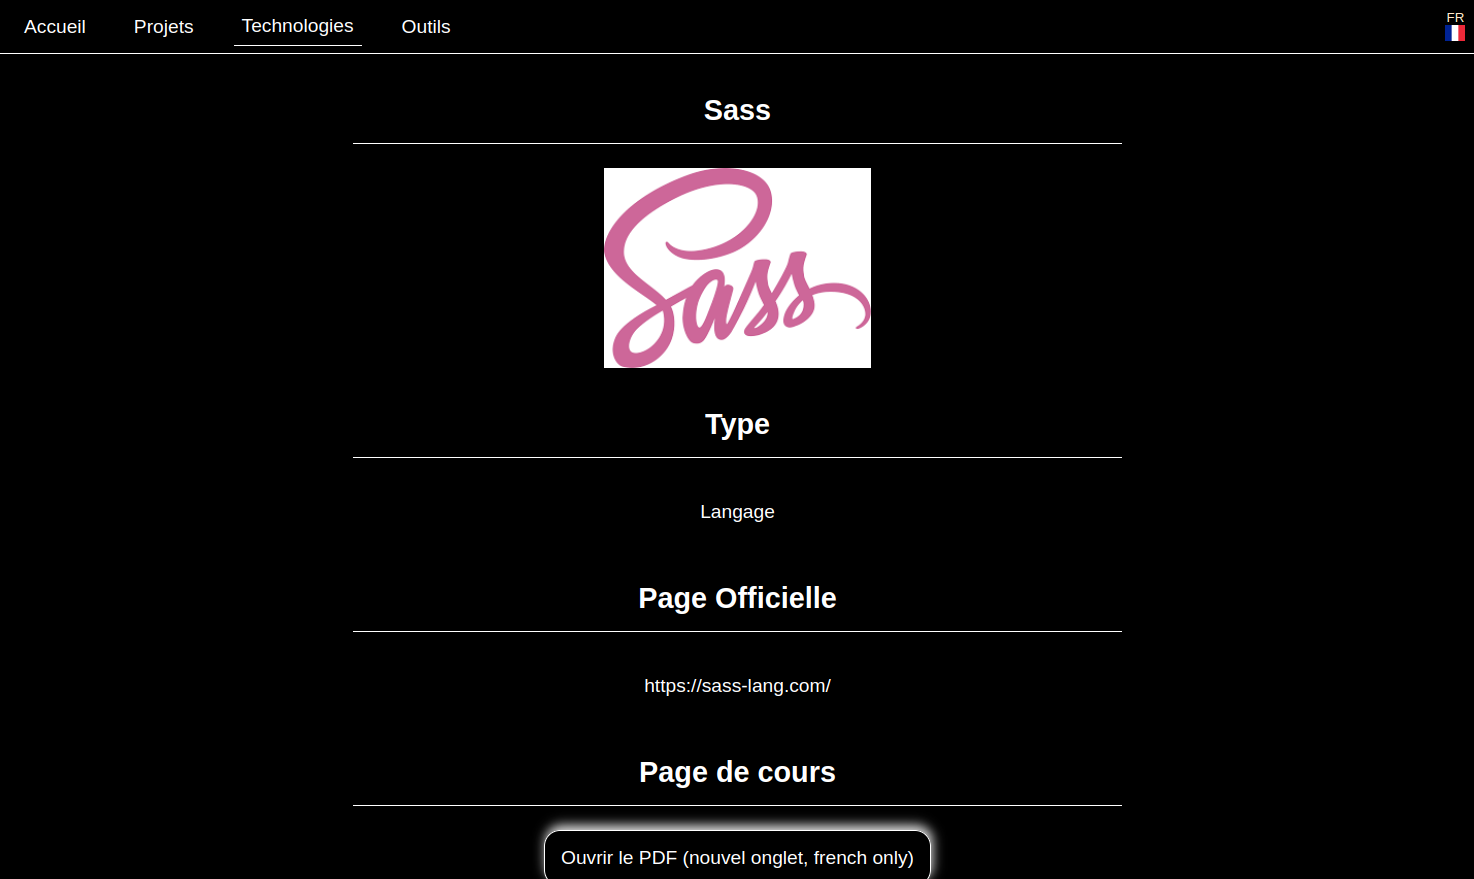 Accueil Projets Technologies Outils FR
Sass
Sass
Type
Langage
Page Officielle
https://sass-lang.com/
Page de cours
Ouvrir le PDF (nouvel onglet, french only)